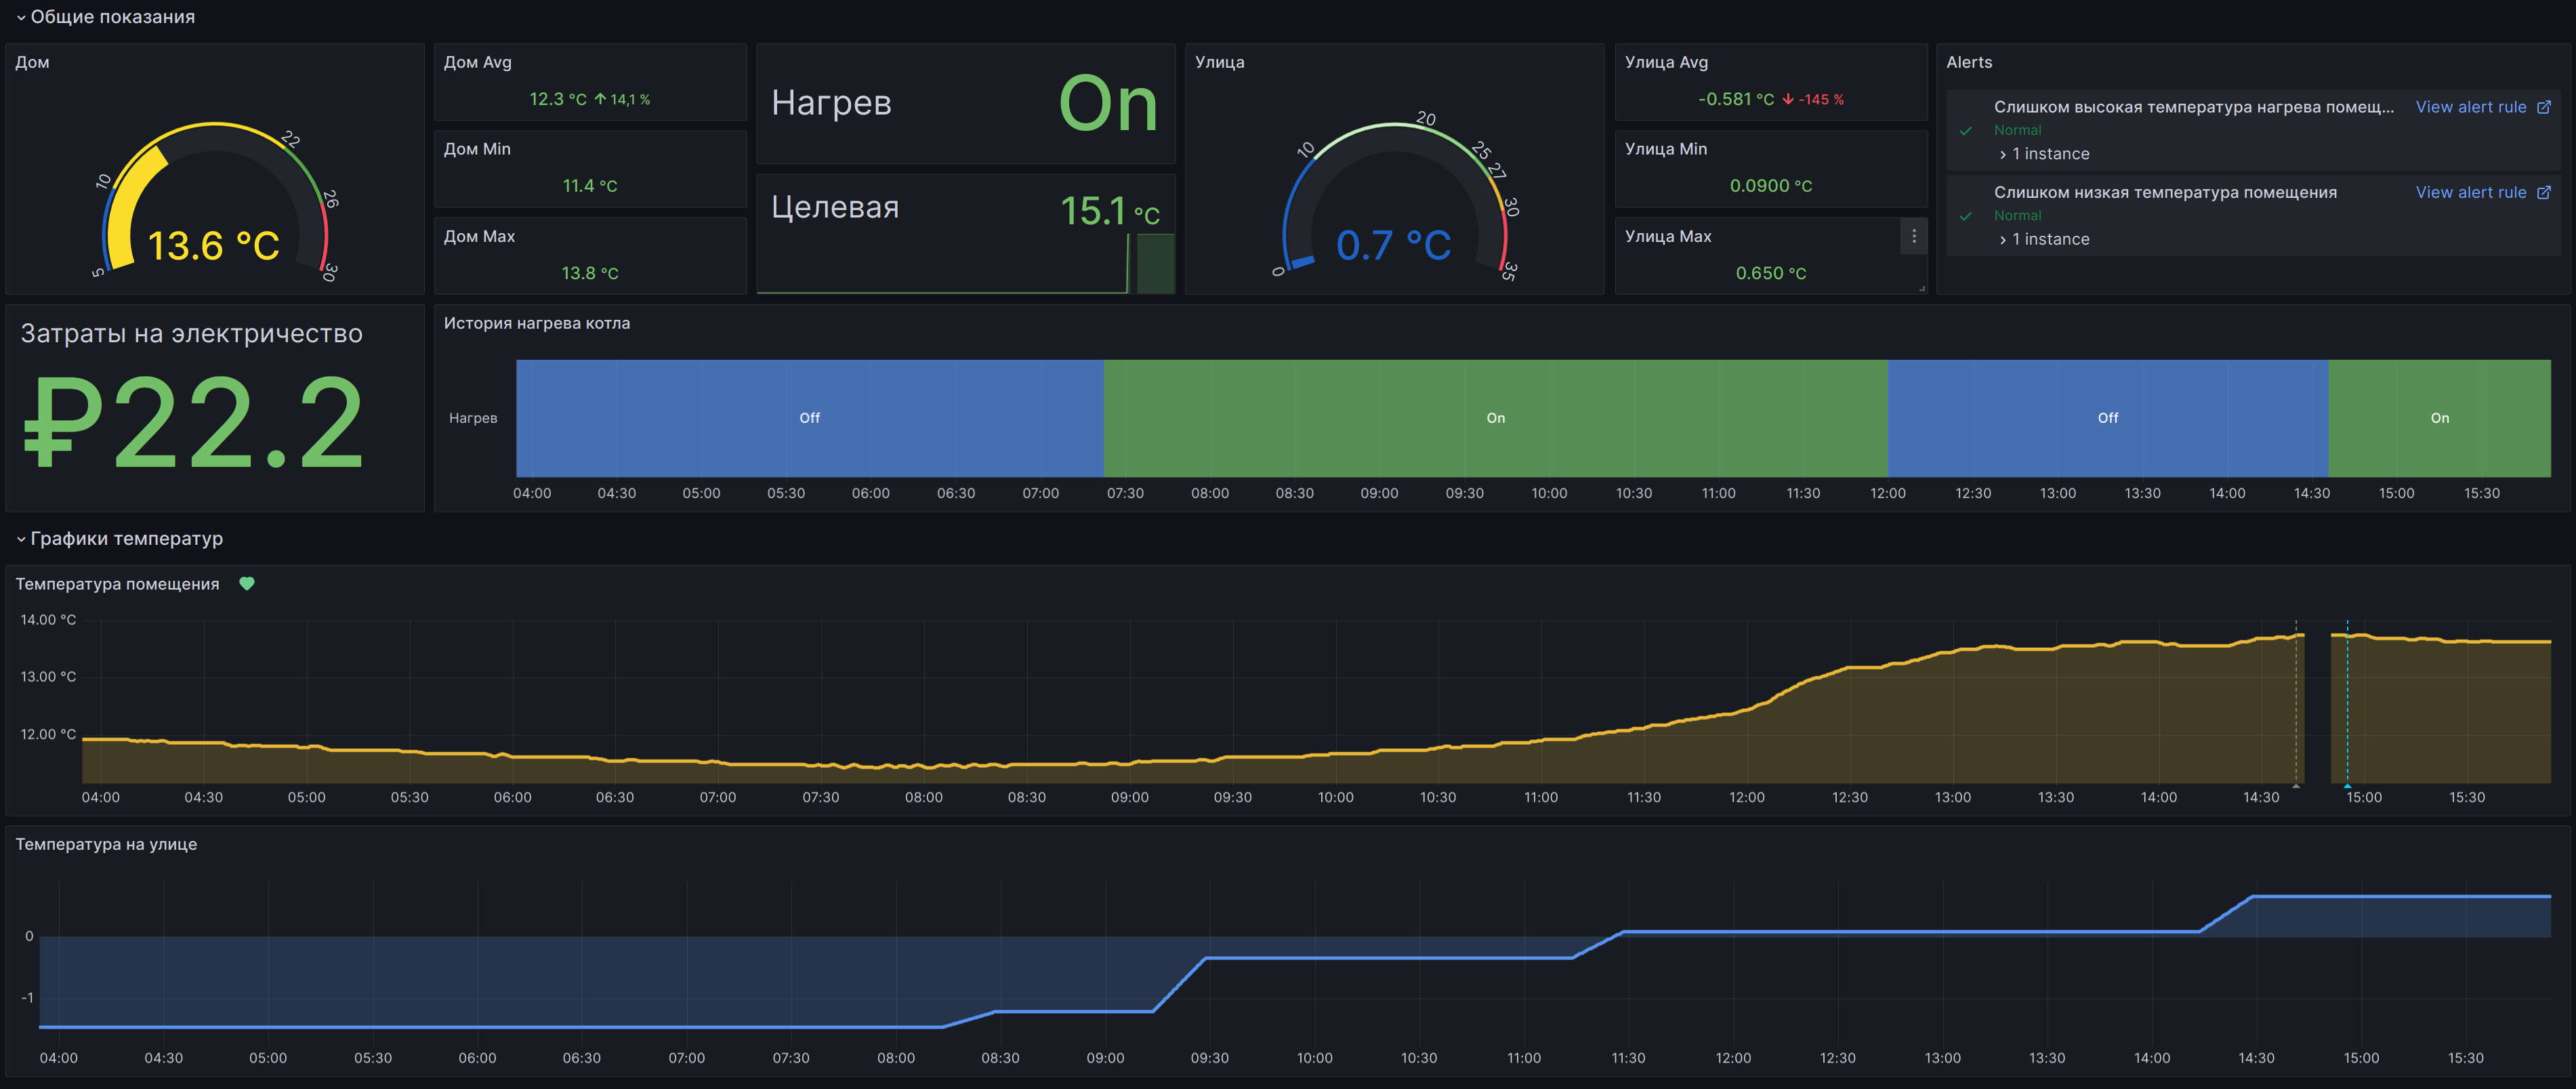 Общие показания
Дом
5
10
22
26
30
13.6 °C
Дом Avg
12.3 °C 14,1 %
Дом Min
11.4 °C
Дом Max
13.8 °C
Нагрев
On
Целевая
15.1 °C
Улица
0
10
20
25
27
30
35
0.7 °C
Улица Avg
-0.581 °C -145 %
Улица Min
0.0900 °C
Улица Max
0.650 °C
Alerts
Слишком высокая температура нагрева помещ... View alert rule
Normal
1 instance
Слишком низкая температура помещения View alert rule
Normal
1 instance
Затраты на электричество
₽22.2
История нагрева котла
Нагрев
Off On Off On
04:00 04:30 05:00 05:30 06:00 06:30 07:00 07:30 08:00 08:30 09:00 09:30 10:00 10:30 11:00 11:30 12:00 12:30 13:00 13:30 14:00 14:30 15:00 15:30
Графики температур
Температура помещения
14.00 °C
13.00 °C
12.00 °C
04:00 04:30 05:00 05:30 06:00 06:30 07:00 07:30 08:00 08:30 09:00 09:30 10:00 10:30 11:00 11:30 12:00 12:30 13:00 13:30 14:00 14:30 15:00 15:30
Температура на улице
0
-1
04:00 04:30 05:00 05:30 06:00 06:30 07:00 07:30 08:00 08:30 09:00 09:30 10:00 10:30 11:00 11:30 12:00 12:30 13:00 13:30 14:00 14:30 15:00 15:30